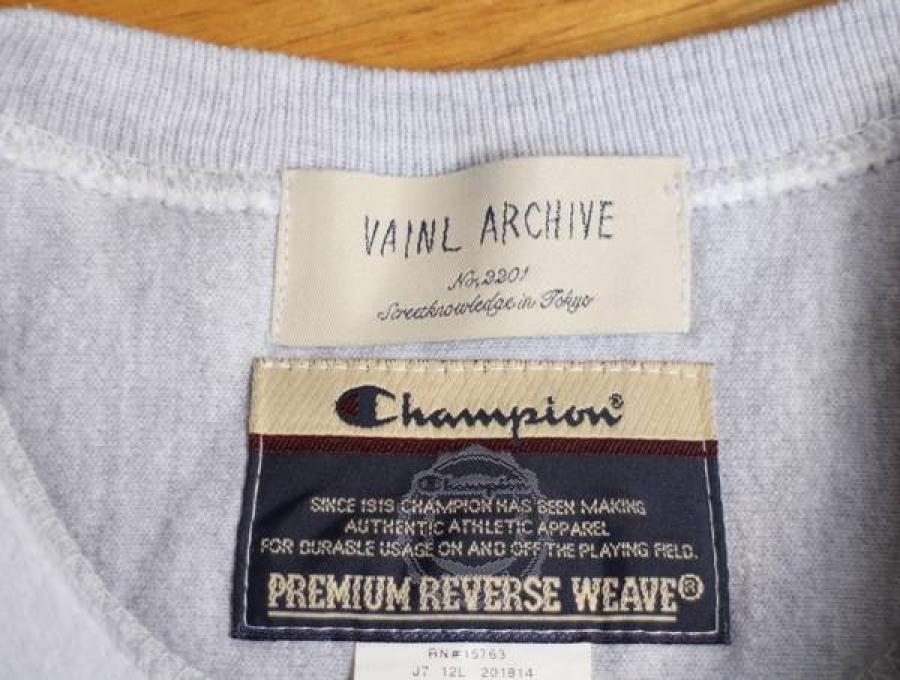 VAINL ARCHIVE
No,2201
Streetknowledge in Tokyo
Champion®
Champion
SINCE 1919 CHAMPION HAS BEEN MAKING
AUTHENTIC ATHLETIC APPAREL
FOR DURABLE USAGE ON AND OFF THE PLAYING FIELD.
PREMIUM REVERSE WEAVE®
RN#15763
J7 12L 201814